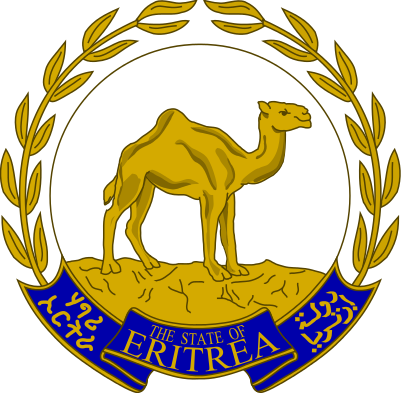 ሃገረ
ኤርትራ
THE STATE OF
ERITREA
دولة
إرتريا